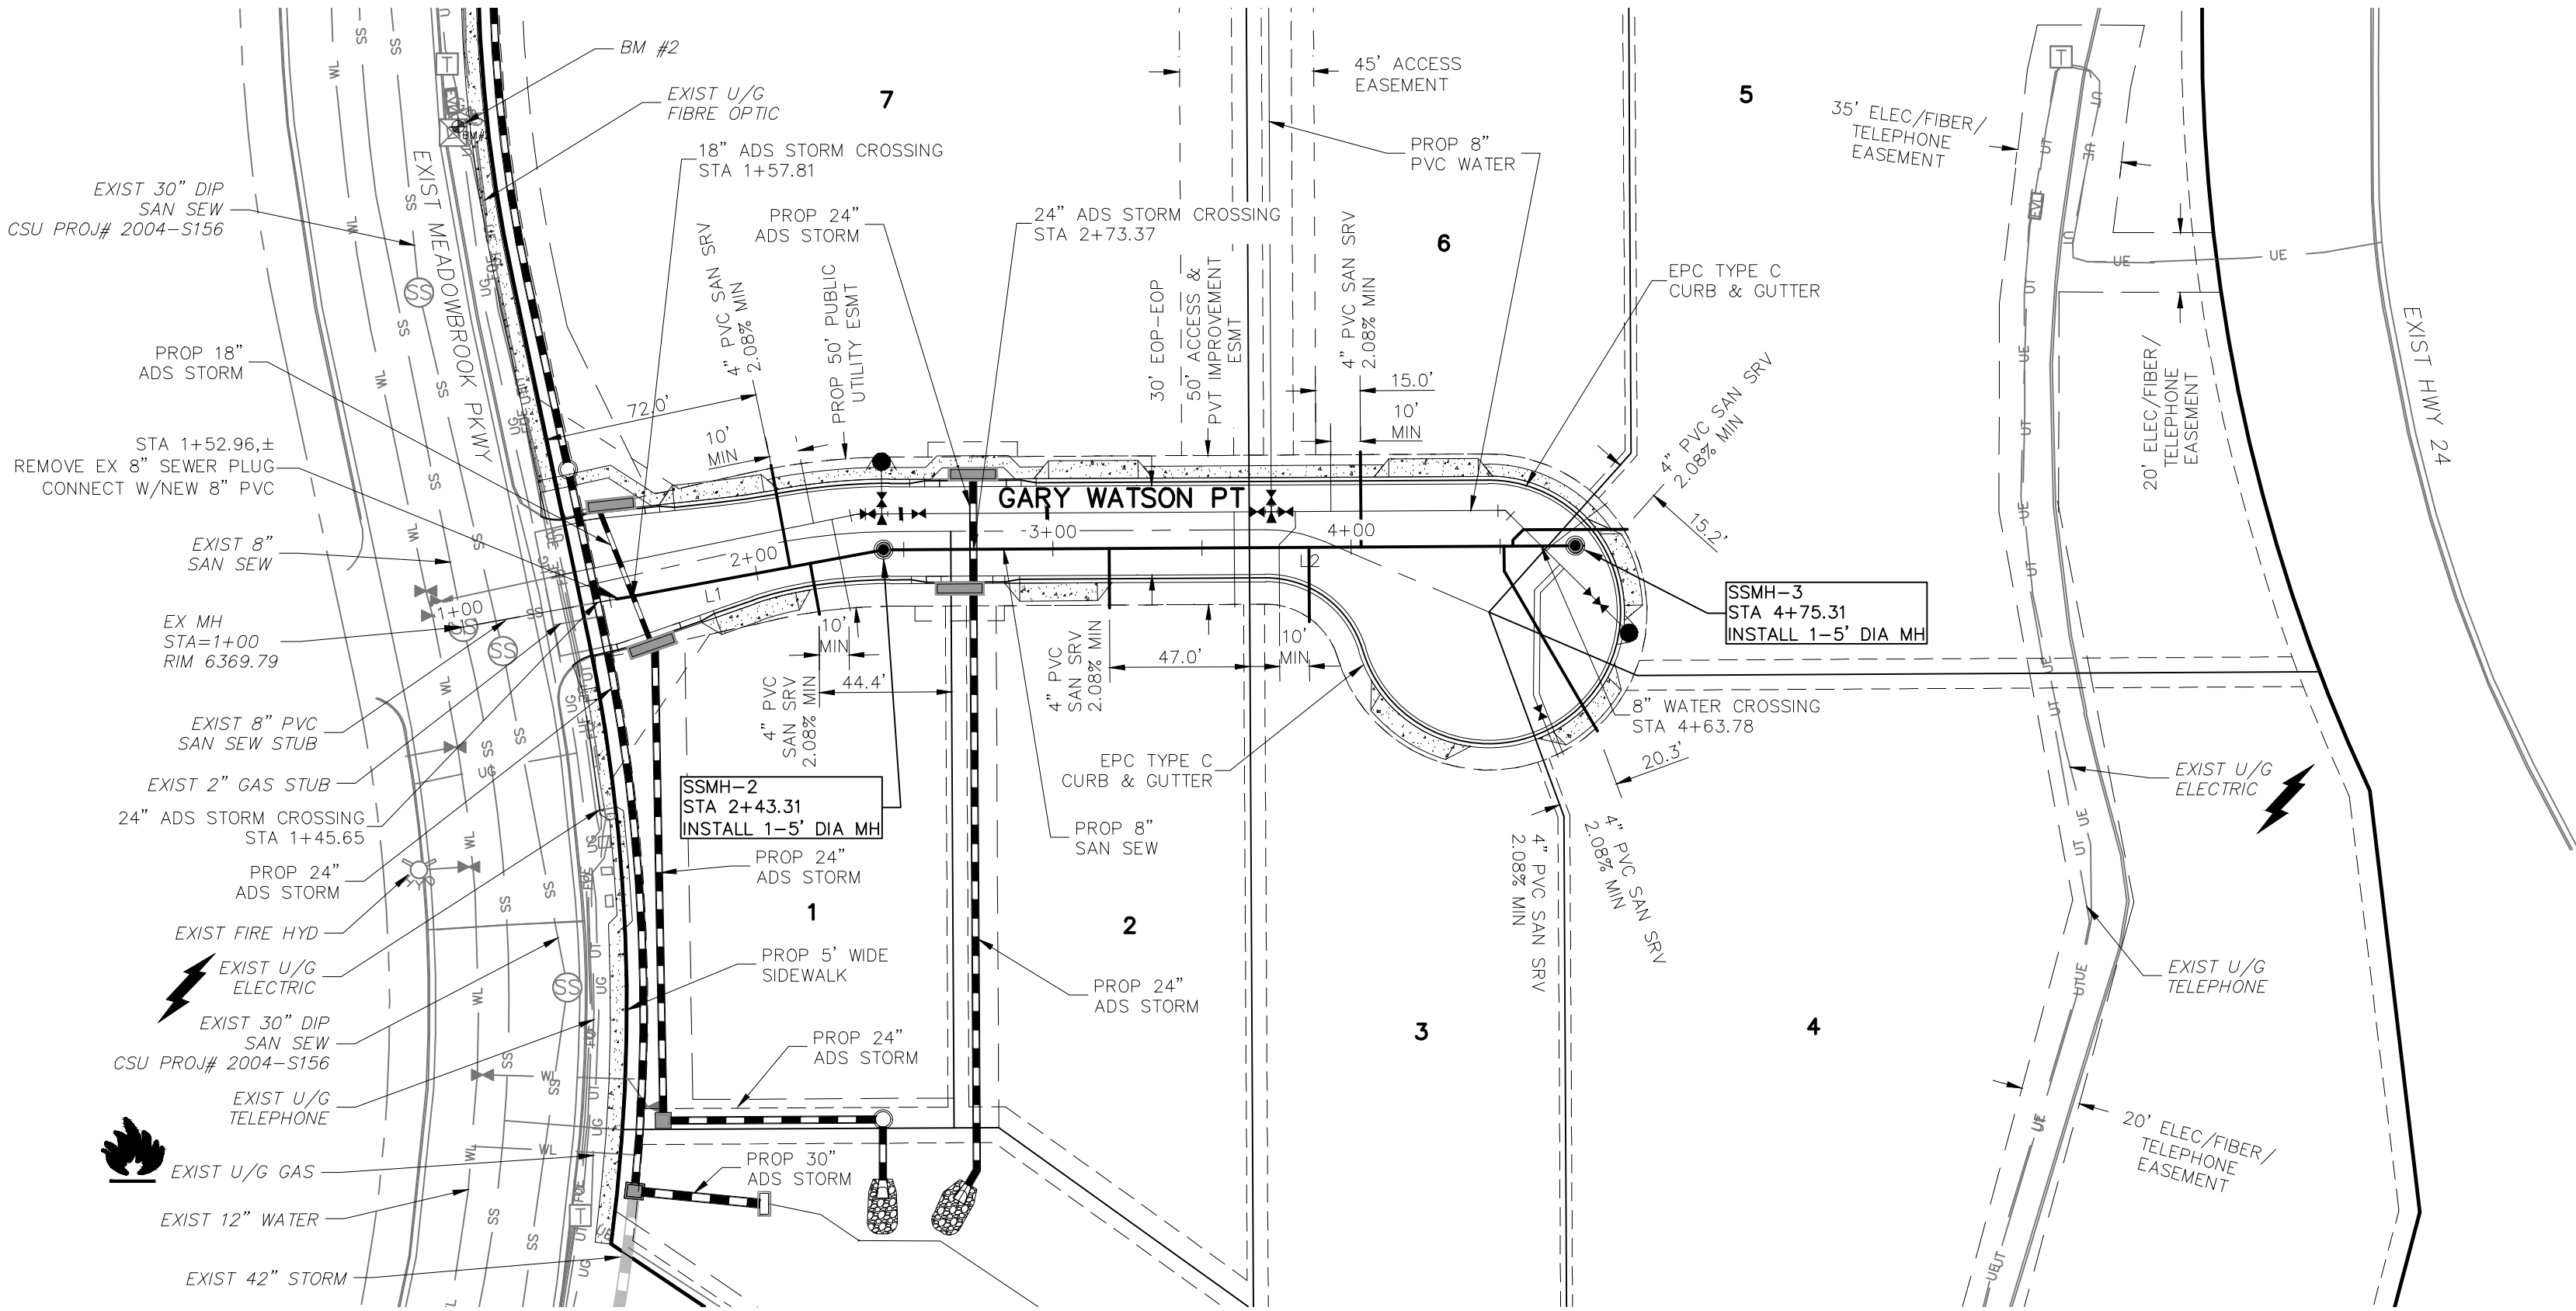 BM #2
EXIST U/G
FIBRE OPTIC
7
18" ADS STORM CROSSING
STA 1+57.81
PROP 24"
ADS STORM
24" ADS STORM CROSSING
STA 2+73.37
45' ACCESS
EASEMENT
PROP 8"
PVC WATER
5
6
35' ELEC/FIBER/
TELEPHONE
EASEMENT
EXIST 30" DIP
SAN SEW
CSU PROJ# 2004-S156
EXIST MEADOWBROOK PKWY
PROP 18"
ADS STORM
STA 1+52.96,±
REMOVE EX 8" SEWER PLUG
CONNECT W/NEW 8" PVC
EXIST 8"
SAN SEW
EX MH
STA=1+00
RIM 6369.79
EXIST 8" PVC
SAN SEW STUB
EXIST 2" GAS STUB
24" ADS STORM CROSSING
STA 1+45.65
PROP 24"
ADS STORM
EXIST FIRE HYD
EXIST U/G
ELECTRIC
EXIST 30" DIP
SAN SEW
CSU PROJ# 2004-S156
EXIST U/G
TELEPHONE
EXIST U/G GAS
EXIST 12" WATER
EXIST 42" STORM
4" PVC SAN SRV
2.08% MIN
72.0'
10'
MIN
PROP 50' PUBLIC
UTILITY ESMT
30' EOP-EOP
50' ACCESS &
PVT IMPROVEMENT
ESMT
4" PVC SAN SRV
2.08% MIN
15.0'
10'
MIN
EPC TYPE C
CURB & GUTTER
4" PVC SAN SRV
2.08% MIN
15.2'
GARY WATSON PT
1+00
2+00
3+00
4+00
L1
L2
10'
MIN
44.4'
4" PVC
SAN SRV
2.08% MIN
4" PVC
SAN SRV
2.08% MIN
47.0'
10'
MIN
SSMH-2
STA 2+43.31
INSTALL 1-5' DIA MH
SSMH-3
STA 4+75.31
INSTALL 1-5' DIA MH
8" WATER CROSSING
STA 4+63.78
20.3'
EPC TYPE C
CURB & GUTTER
PROP 8"
SAN SEW
4" PVC SAN SRV
2.08% MIN
4" PVC SAN SRV
2.08% MIN
PROP 24"
ADS STORM
1
2
3
4
PROP 5' WIDE
SIDEWALK
PROP 24"
ADS STORM
PROP 24"
ADS STORM
PROP 30"
ADS STORM
20' ELEC/FIBER/
TELEPHONE
EASEMENT
EXIST HWY 24
EXIST U/G
ELECTRIC
EXIST U/G
TELEPHONE
20' ELEC/FIBER/
TELEPHONE
EASEMENT
T
T
T
SS
SS
SS
SS
WL
UG
UT
UE